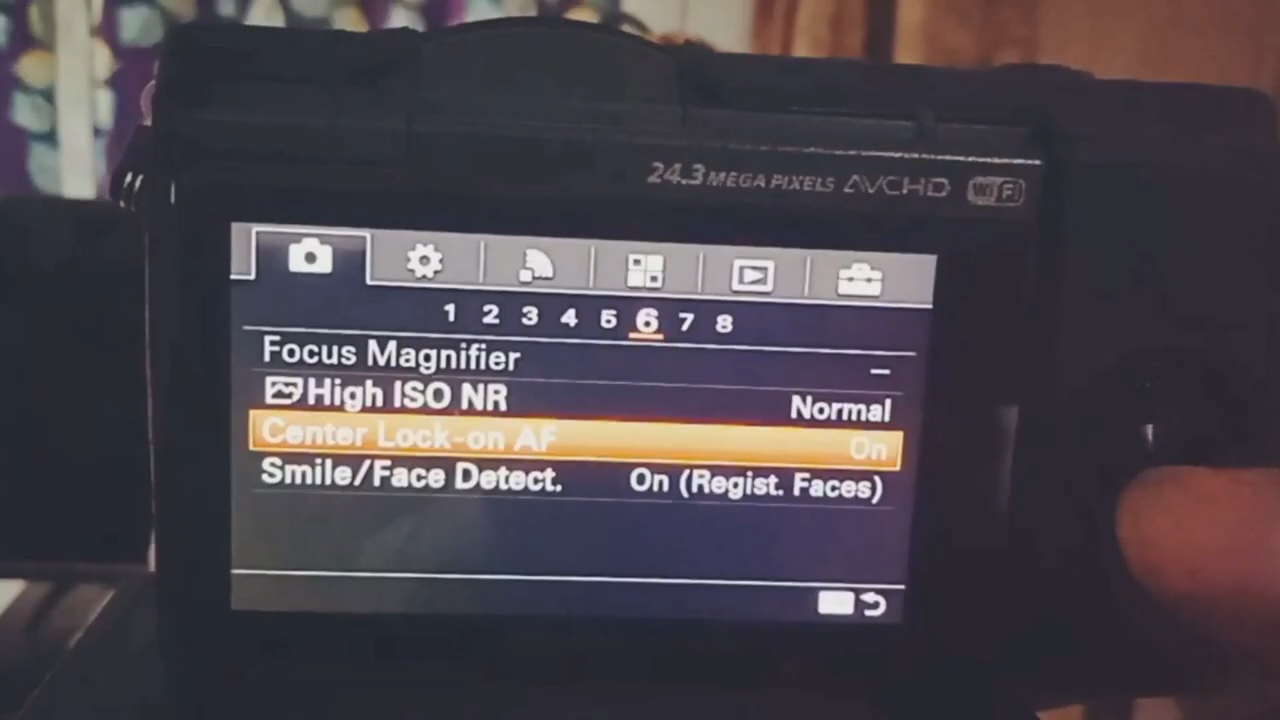 24.3 MEGA PIXELS AVCHD Wi Fi
1 2 3 4 5 6 7 8
Focus Magnifier –
High ISO NR Normal
Center Lock-on AF On
Smile/Face Detect. On (Regist. Faces)